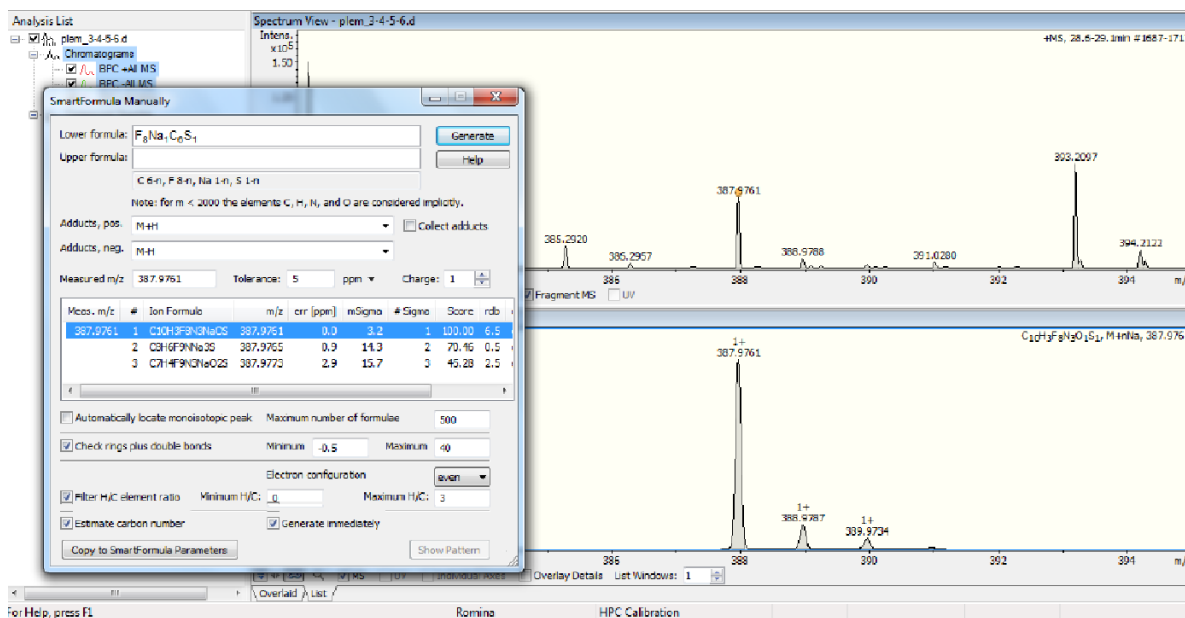 Analysis List
plem_3-4-5-6.d
Chromatograms
BPC +All MS
BPC -All MS
Spectrum View - plem_3-4-5-6.d
Intens.
x10⁵
1.50
+MS, 28.6-29.1min #1687-171
385.2920
385.2957
387.9761
388.9788
391.0280
393.2097
394.2122
386
388
390
392
394
m/
Fragment MS
UV
SmartFormula Manually
Lower formula: F₈Na₁C₆S₁
Generate
Upper formula:
Help
C 6-n, F 8-n, Na 1-n, S 1-n
Note: for m < 2000 the elements C, H, N, and O are considered implicitly.
Adducts, pos. M+H
Collect adducts
Adducts, neg. M-H
Measured m/z 387.9761 Tolerance: 5 ppm Charge: 1
Meas. m/z # Ion Formula m/z err [ppm] mSigma # Sigma Score rdb
387.9761 1 C10H3F8N3NaOS 387.9761 0.0 3.2 1 100.00 6.5
2 C8H6F9NNa3S 387.9765 0.9 14.3 2 70.46 0.5
3 C7H4F9N3NaO2S 387.9773 2.9 15.7 3 45.28 2.5
Automatically locate monoisotopic peak Maximum number of formulae 500
Check rings plus double bonds Minimum -0.5 Maximum 40
Electron configuration even
Filter H/C element ratio Minimum H/C: 0 Maximum H/C: 3
Estimate carbon number Generate immediately
Copy to SmartFormula Parameters Show Pattern
C₁₀H₃F₈N₃O₁S₁, M+nNa, 387.976
1+
387.9761
1+
388.9787
1+
389.9734
386
388
390
392
394
m/
MS UV Individual Axes Overlay Details List Windows: 1
Overlaid List
For Help, press F1
Romina
HPC Calibration